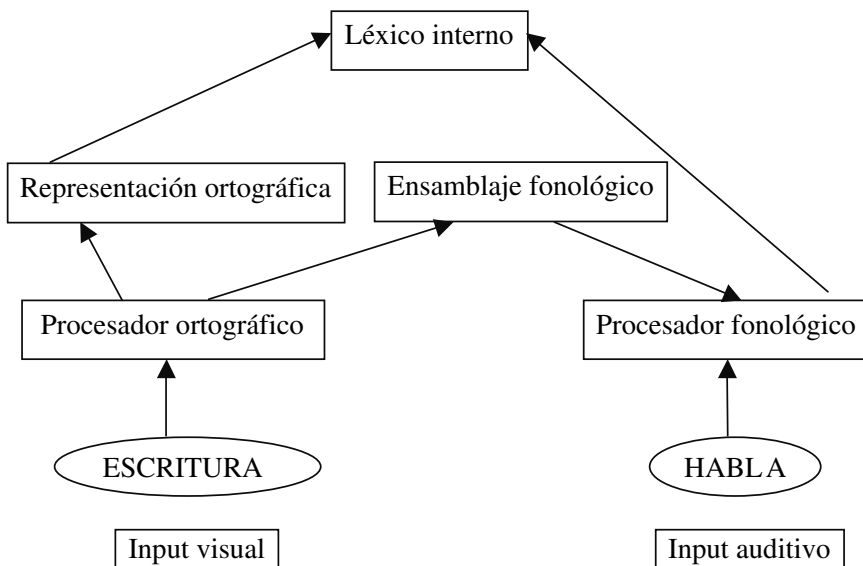 Léxico interno
Representación ortográfica
Ensamblaje fonológico
Procesador ortográfico
Procesador fonológico
ESCRITURA
HABLA
Input visual
Input auditivo